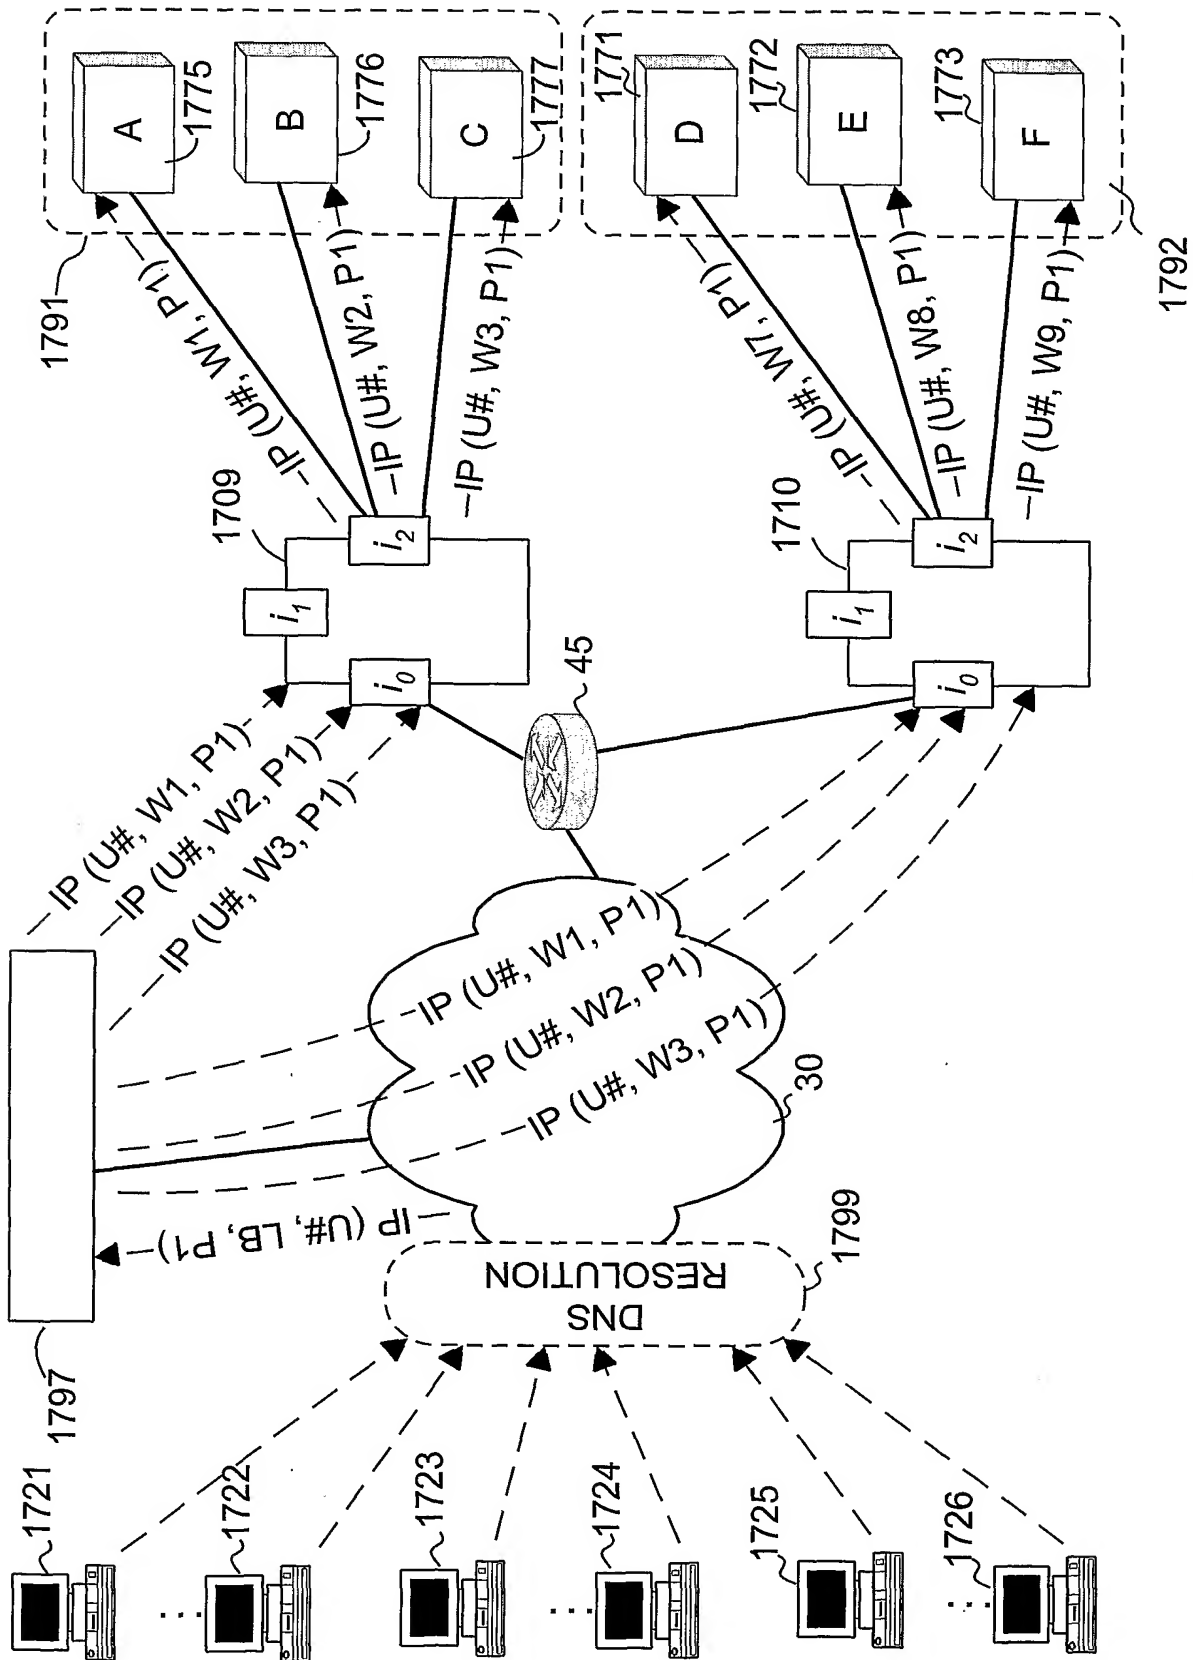 1791
A
1775
B
1776
C
1777
—IP (U#, W1, P1)—
—IP (U#, W2, P1)—
—IP (U#, W3, P1)—
1771
D
1772
E
1773
F
1792
—IP (U#, W7, P1)—
—IP (U#, W8, P1)—
—IP (U#, W9, P1)—
1709
i1
i2
i0
1710
i1
i2
i0
45
IP (U#, W1, P1)
IP (U#, W2, P1)
IP (U#, W3, P1)
IP (U#, W1, P1)
IP (U#, W2, P1)
IP (U#, W3, P1)
30
IP (U#, LB, P1)
1797
DNS
RESOLUTION
1799
1721
1722
1723
1724
1725
1726